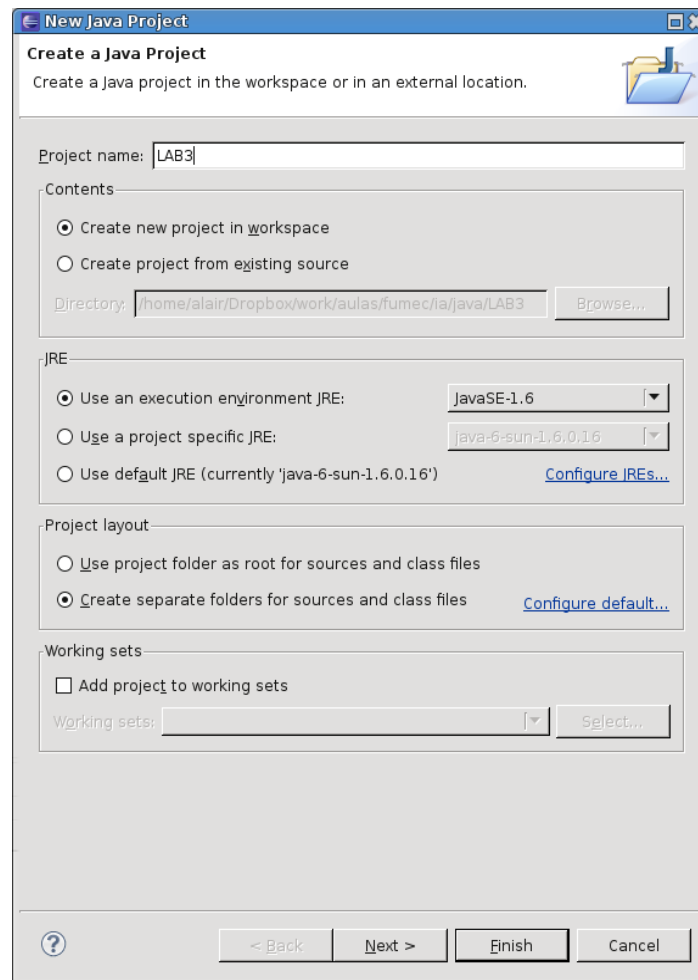 New Java Project
Create a Java Project
Create a Java project in the workspace or in an external location.
Project name: LAB3
Contents
Create new project in workspace
Create project from existing source
Directory: /home/alair/Dropbox/work/aulas/fumec/ia/java/LAB3 Browse...
JRE
Use an execution environment JRE: JavaSE-1.6
Use a project specific JRE: java-6-sun-1.6.0.16
Use default JRE (currently 'java-6-sun-1.6.0.16') Configure JREs...
Project layout
Use project folder as root for sources and class files
Create separate folders for sources and class files Configure default...
Working sets
Add project to working sets
Working sets: Select...
? < Back Next > Finish Cancel